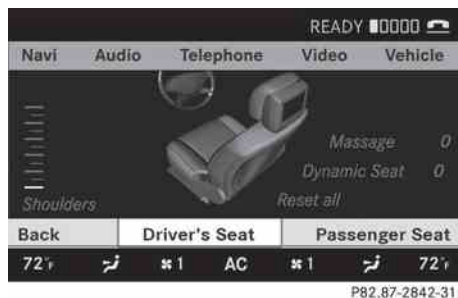 READY
Navi Audio Telephone Video Vehicle
Massage 0
Dynamic Seat 0
Shoulders Reset all
Back Driver's Seat Passenger Seat
72°F 1 AC 1 72°F
P82.87-2842-31